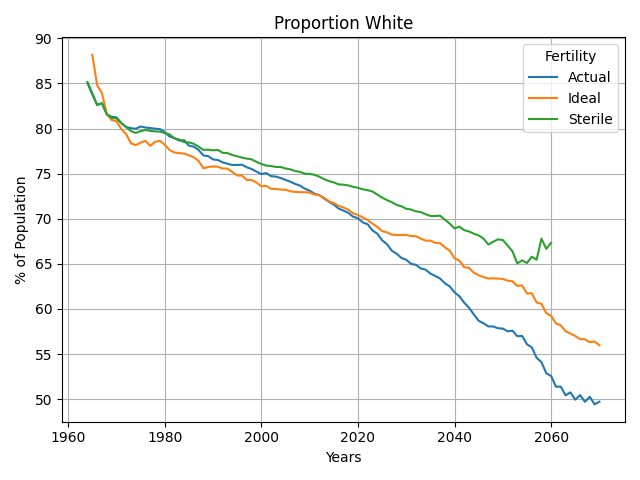 Proportion White
90
85
80
75
70
65
60
55
50
% of Population
Fertility
Actual
Ideal
Sterile
1960 1980 2000 2020 2040 2060
Years